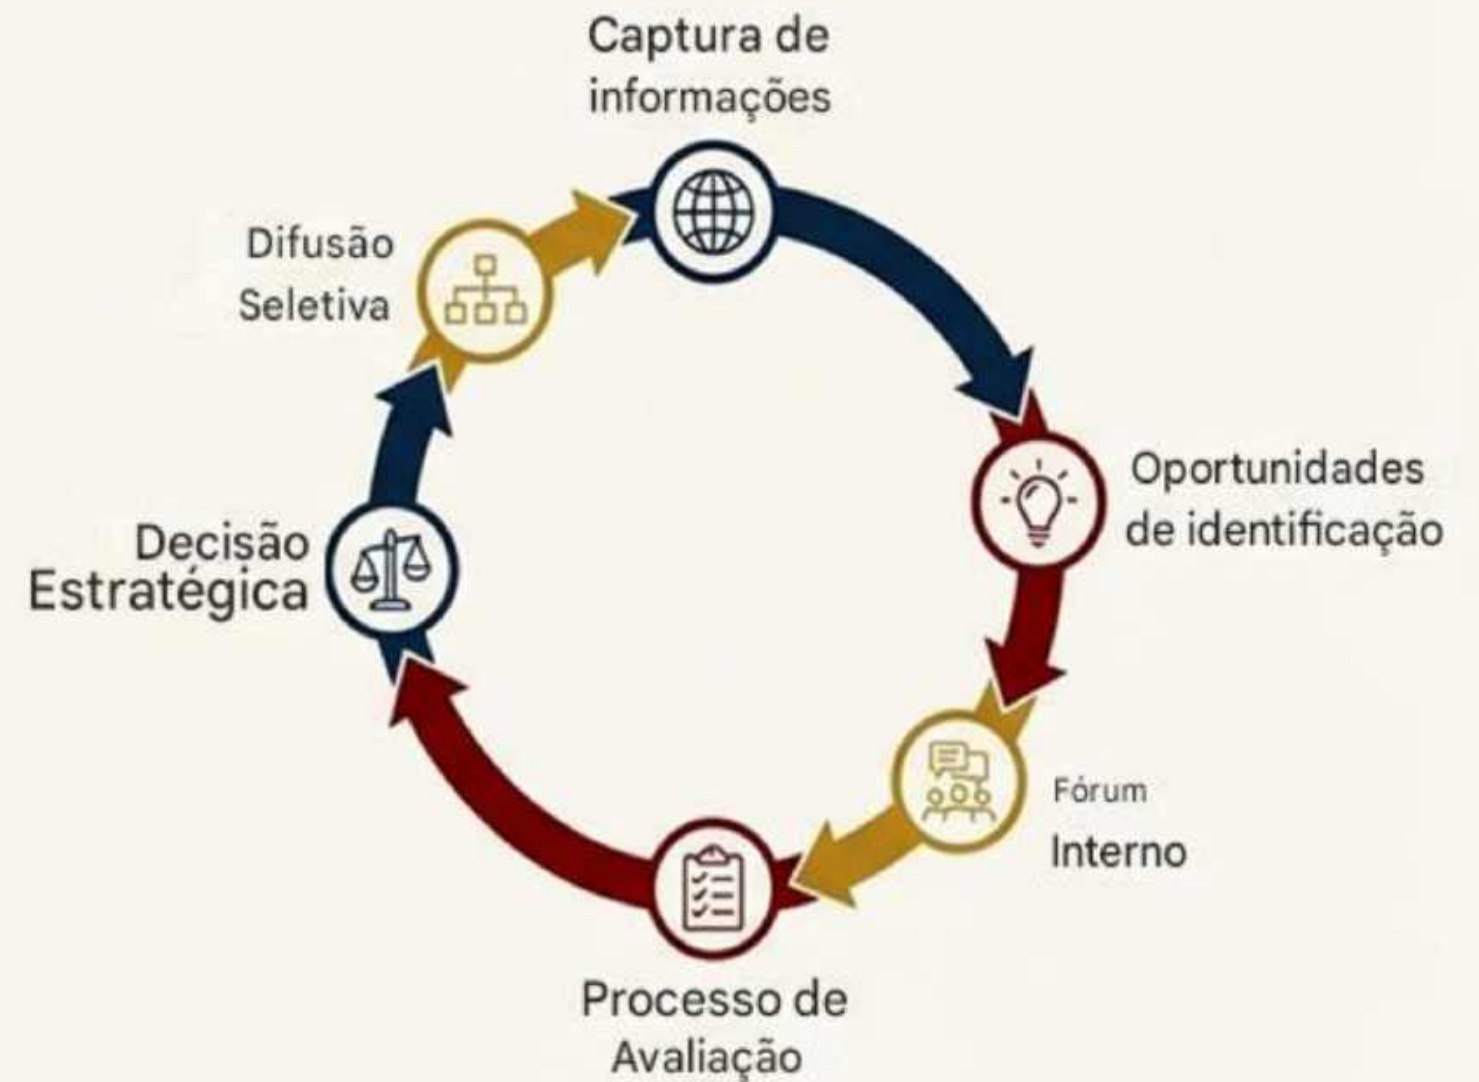 Captura de
informações
Difusão
Seletiva
Oportunidades
de identificação
Decisão
Estratégica
Fórum
Interno
Processo de
Avaliação